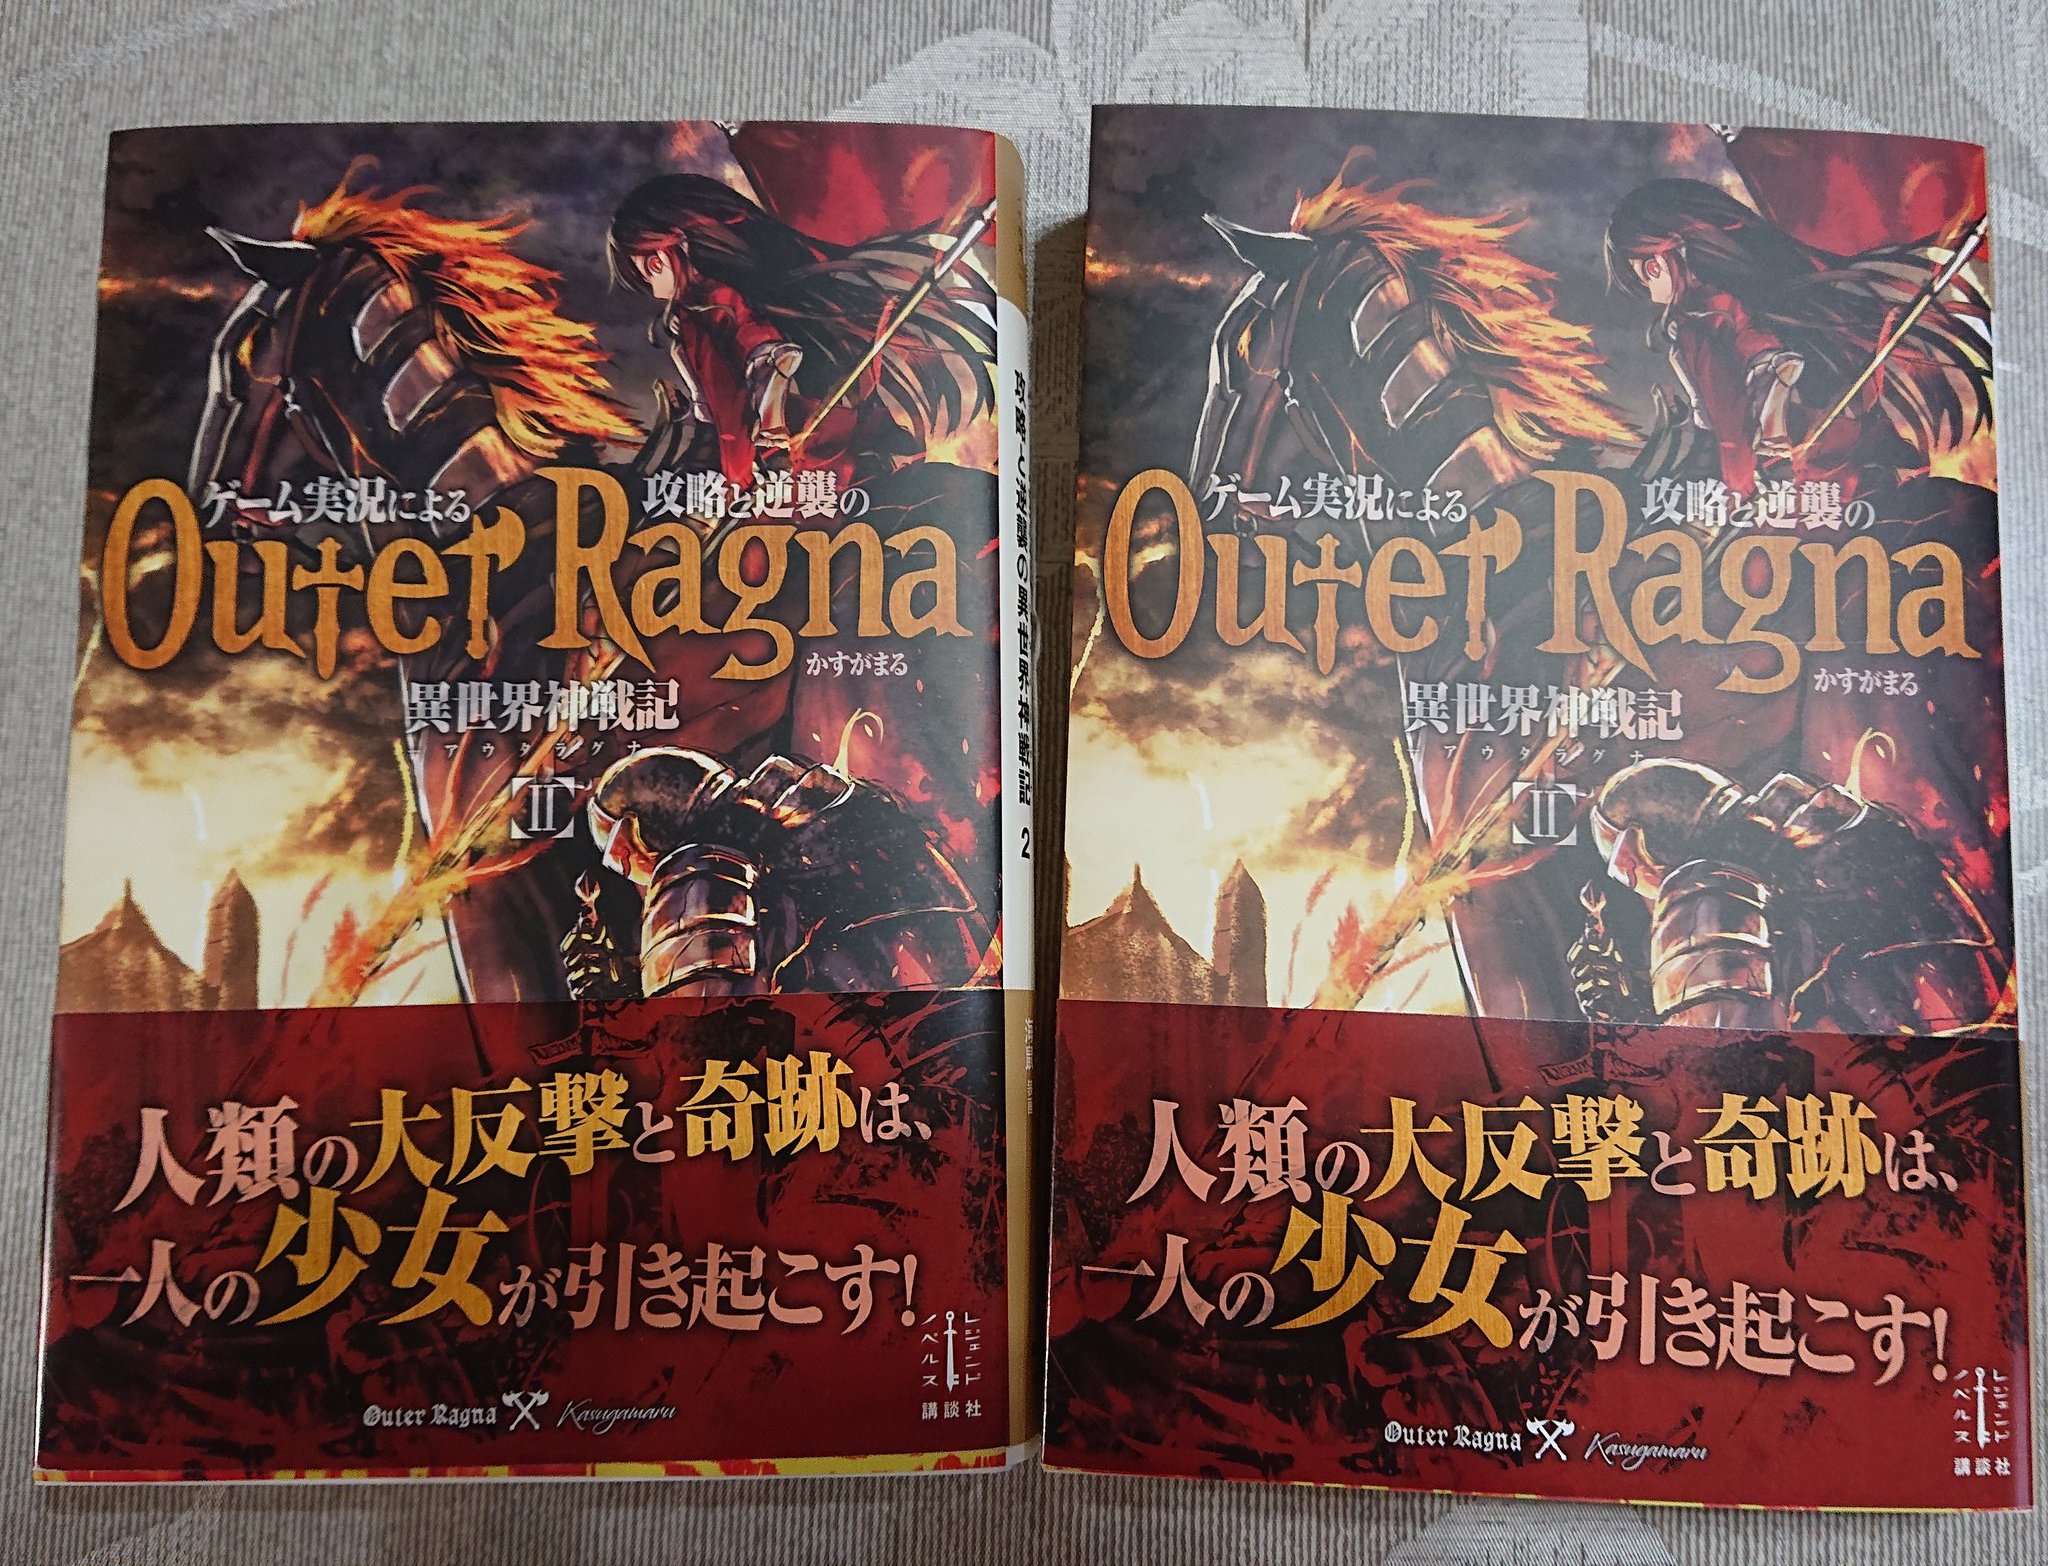 ゲーム実況による
攻略と逆襲の
Outer Ragna
かすがまる
異世界神戦記
アウタラグナ
【II】
人類の大反撃と奇跡は、
一人の少女が引き起こす!
Outer Ragna
Kasugamaru
レジェンド
ノベルス
講談社
攻略と逆襲の異世界神戦記 2
ゲーム実況による
攻略と逆襲の
Outer Ragna
かすがまる
異世界神戦記
アウタラグナ
【II】
人類の大反撃と奇跡は、
一人の少女が引き起こす!
Outer Ragna
Kasugamaru
レジェンド
ノベルス
講談社